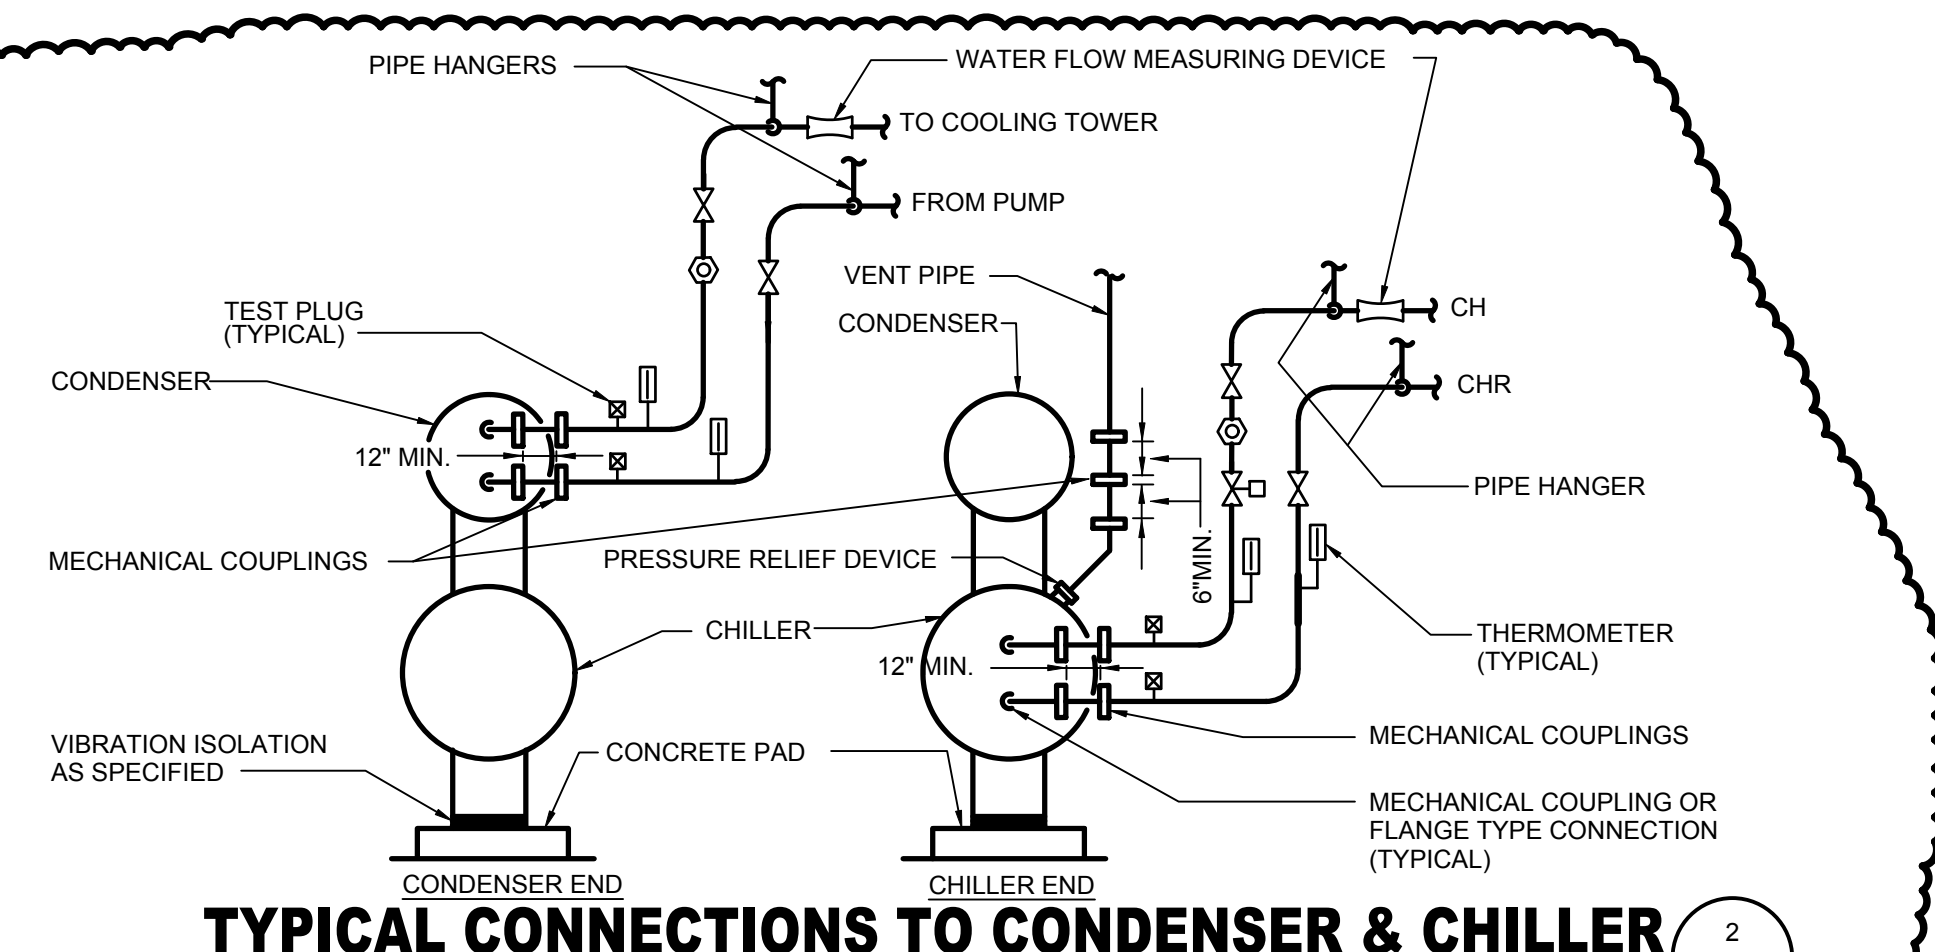 PIPE HANGERS
WATER FLOW MEASURING DEVICE
TO COOLING TOWER
FROM PUMP
VENT PIPE
CONDENSER
TEST PLUG
(TYPICAL)
CONDENSER
12" MIN.
MECHANICAL COUPLINGS
PRESSURE RELIEF DEVICE
6"MIN.
CH
CHR
PIPE HANGER
CHILLER
12" MIN.
THERMOMETER
(TYPICAL)
MECHANICAL COUPLINGS
VIBRATION ISOLATION
AS SPECIFIED
CONCRETE PAD
MECHANICAL COUPLING OR
FLANGE TYPE CONNECTION
(TYPICAL)
CONDENSER END
CHILLER END
TYPICAL CONNECTIONS TO CONDENSER & CHILLER
2